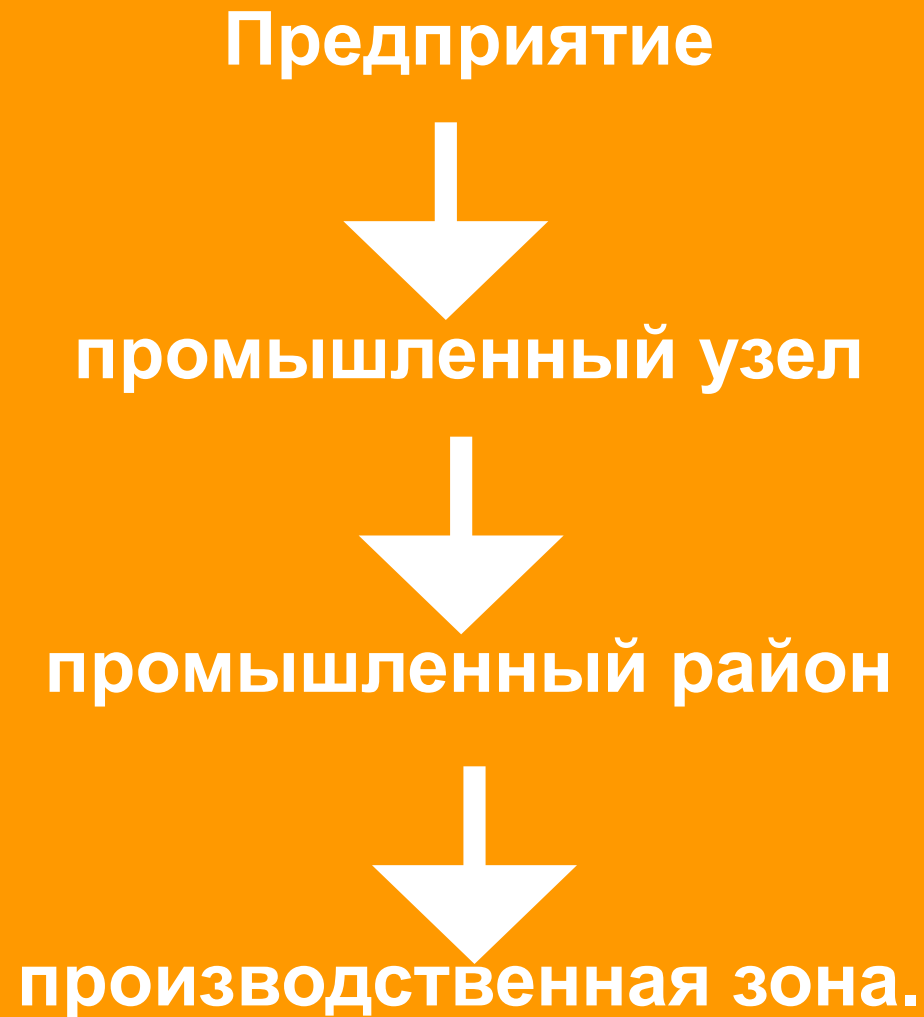 Предприятие
промышленный узел
промышленный район
производственная зона.